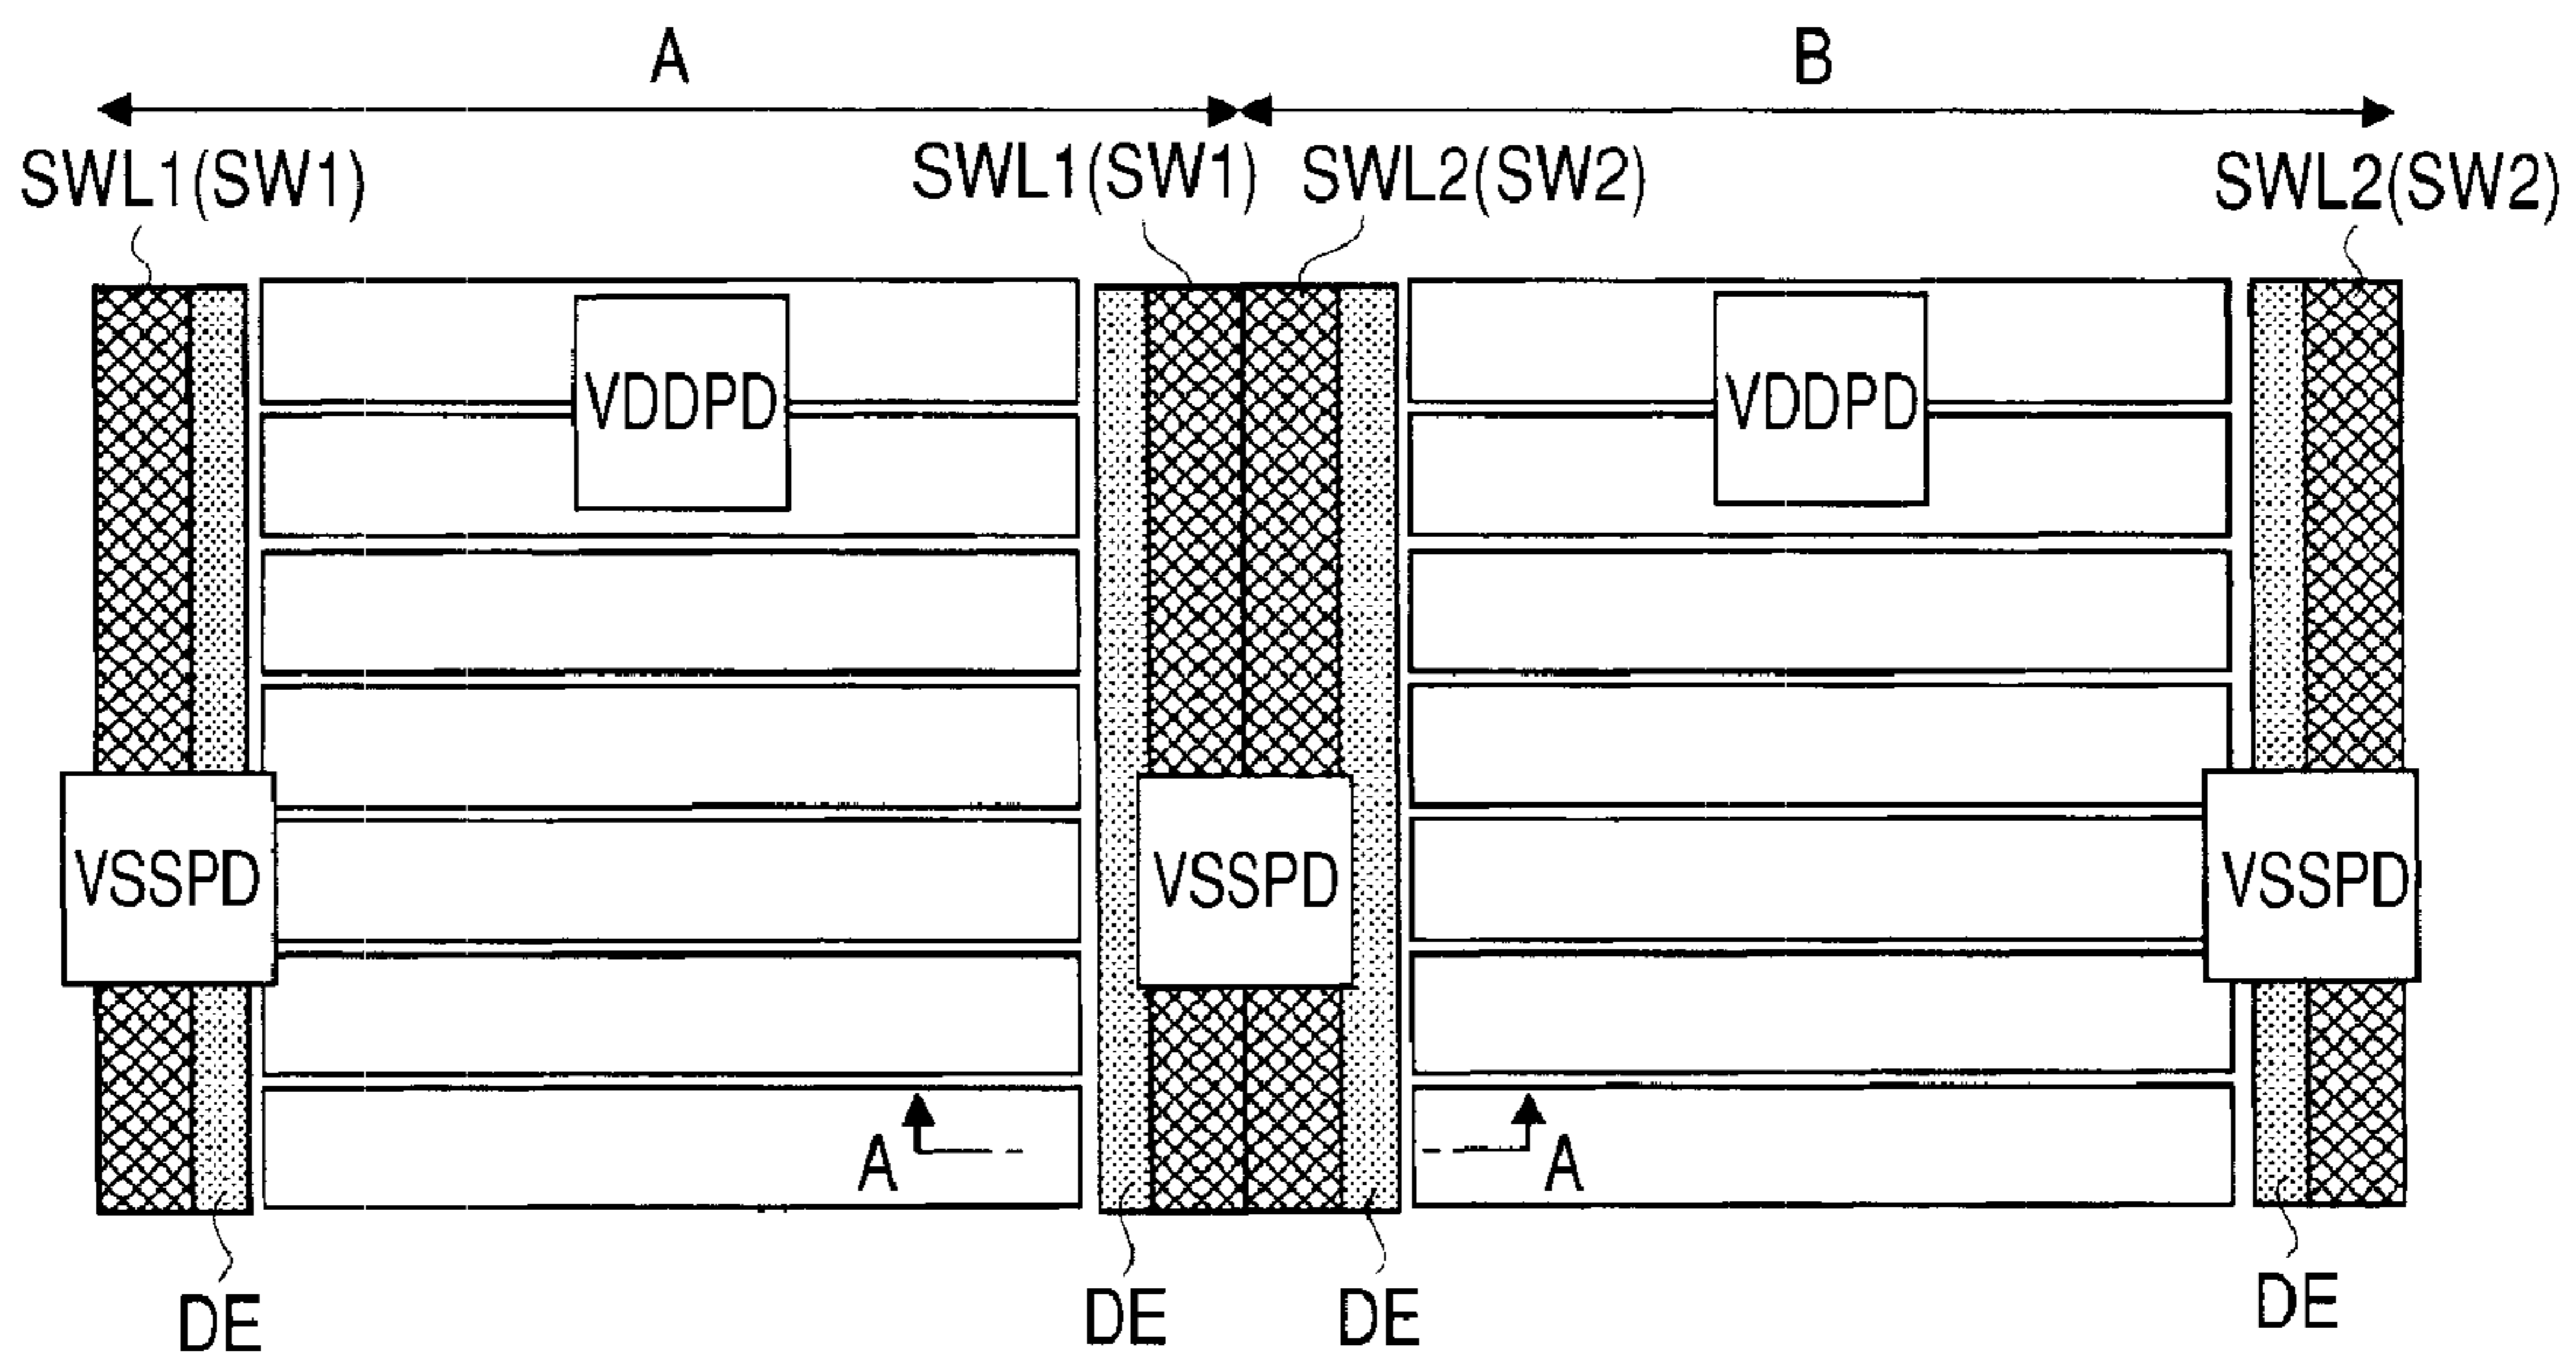 A
B
SWL1(SW1)
SWL1(SW1)
SWL2(SW2)
SWL2(SW2)
VDDPD
VDDPD
VSSPD
VSSPD
VSSPD
A
A
DE
DE
DE
DE